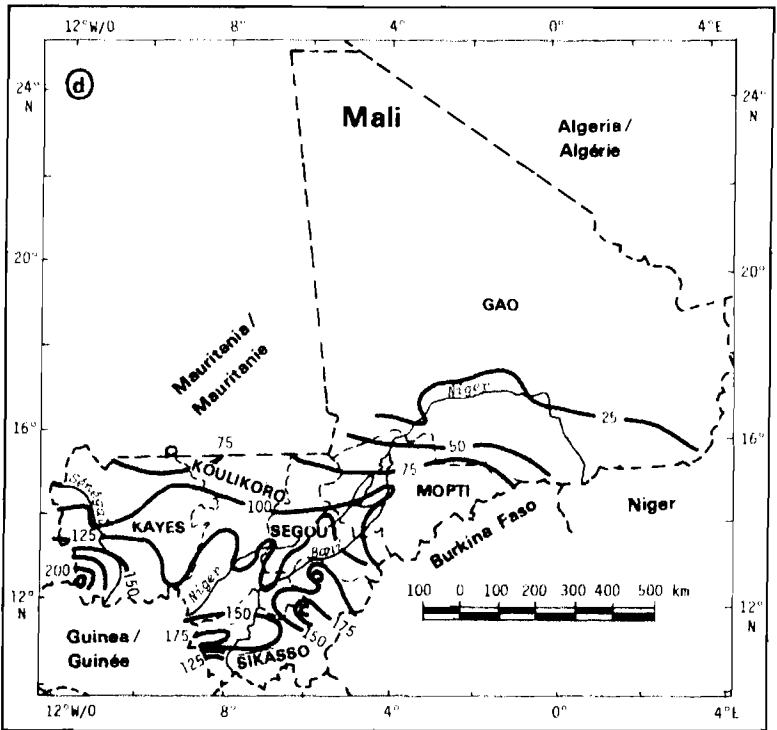 12°W/O 8° 4° 0° 4°E
d
24°
N
24°
N
Mali
Algeria/
Algérie
20°
20°
GAO
Mauritania/
Mauritanie
Niger
25
16°
16°
N
75
50
KOULIKORO
75
Sénégal
100
MOPTI
Niger
125
KAYES
SEGOU
Burkina Faso
Bani
200
150
Niger
12°
N
12°
N
100 0 100 200 300 400 500 km
150
175
150
175
125
Guinea/
Guinée
SIKASSO
12°W/O 8° 4° 0° 4°E